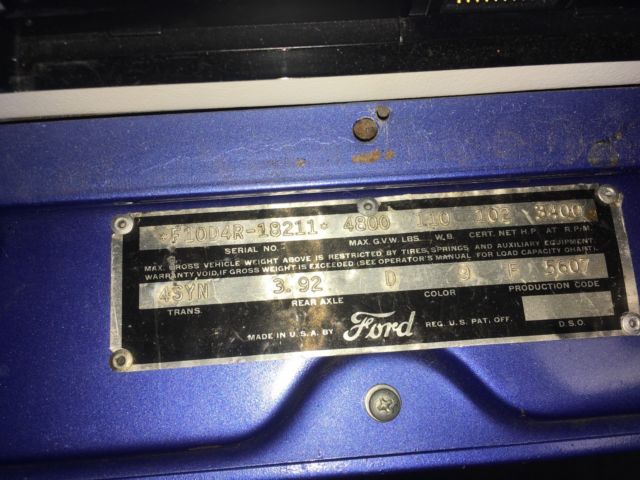 •F10D4R-18211• 4800 110 102 3800
SERIAL NO. MAX. G.V.W. LBS. W.B. CERT. NET H.P. AT R.P.M.
MAX. GROSS VEHICLE WEIGHT ABOVE IS RESTRICTED BY TIRES, SPRINGS AND AUXILIARY EQUIPMENT.
WARRANTY VOID, IF GROSS WEIGHT IS EXCEEDED (SEE OPERATOR'S MANUAL FOR LOAD CAPACITY CHART).
4SYN 3.92 D 9 F 5607
TRANS. REAR AXLE COLOR PRODUCTION CODE
MADE IN U.S.A. BY Ford REG. U.S. PAT. OFF. D.S.O.